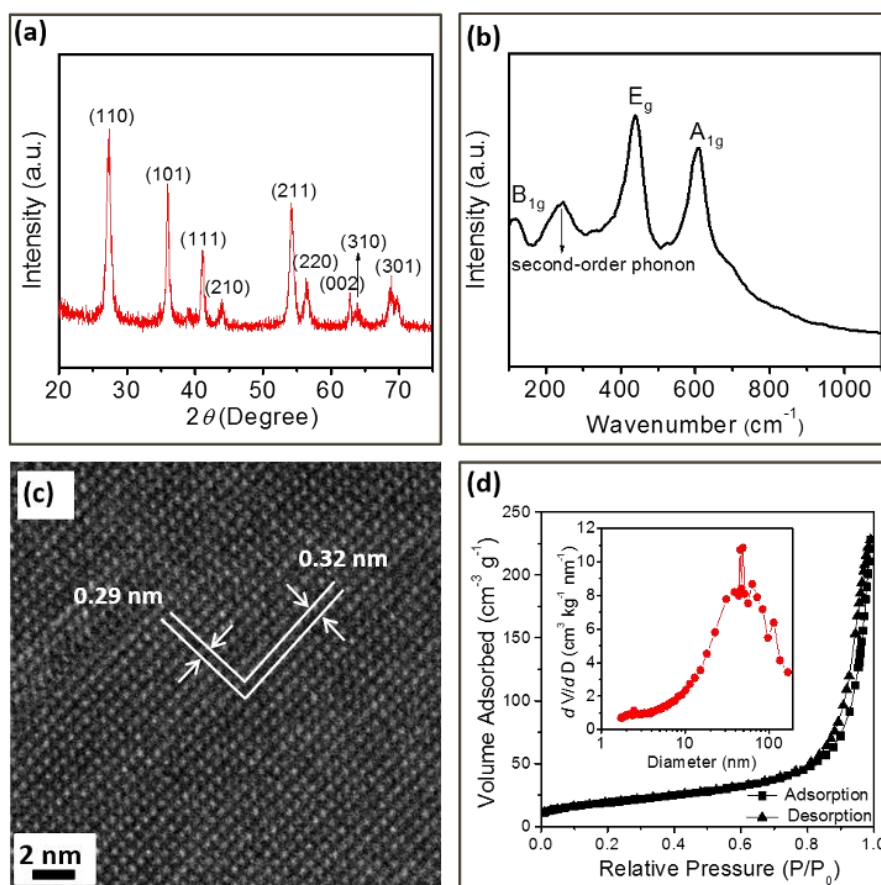 (a)
Intensity (a.u.)
(110)
(101)
(111)
(210)
(211)
(220)
(002)
(310)
(301)
20 30 40 50 60 70
2θ (Degree)
(b)
Intensity (a.u.)
B1g
Eg
A1g
second-order phonon
200 400 600 800 1000
Wavenumber (cm-1)
(c)
0.29 nm
0.32 nm
2 nm
(d)
Volume Adsorbed (cm-3 g-1)
250
200
150
100
50
0
dV/dD (cm3 kg-1 nm-1)
12
10
8
6
4
2
0
1 10 100
Diameter (nm)
Adsorption
Desorption
0.0 0.2 0.4 0.6 0.8 1.0
Relative Pressure (P/P0)